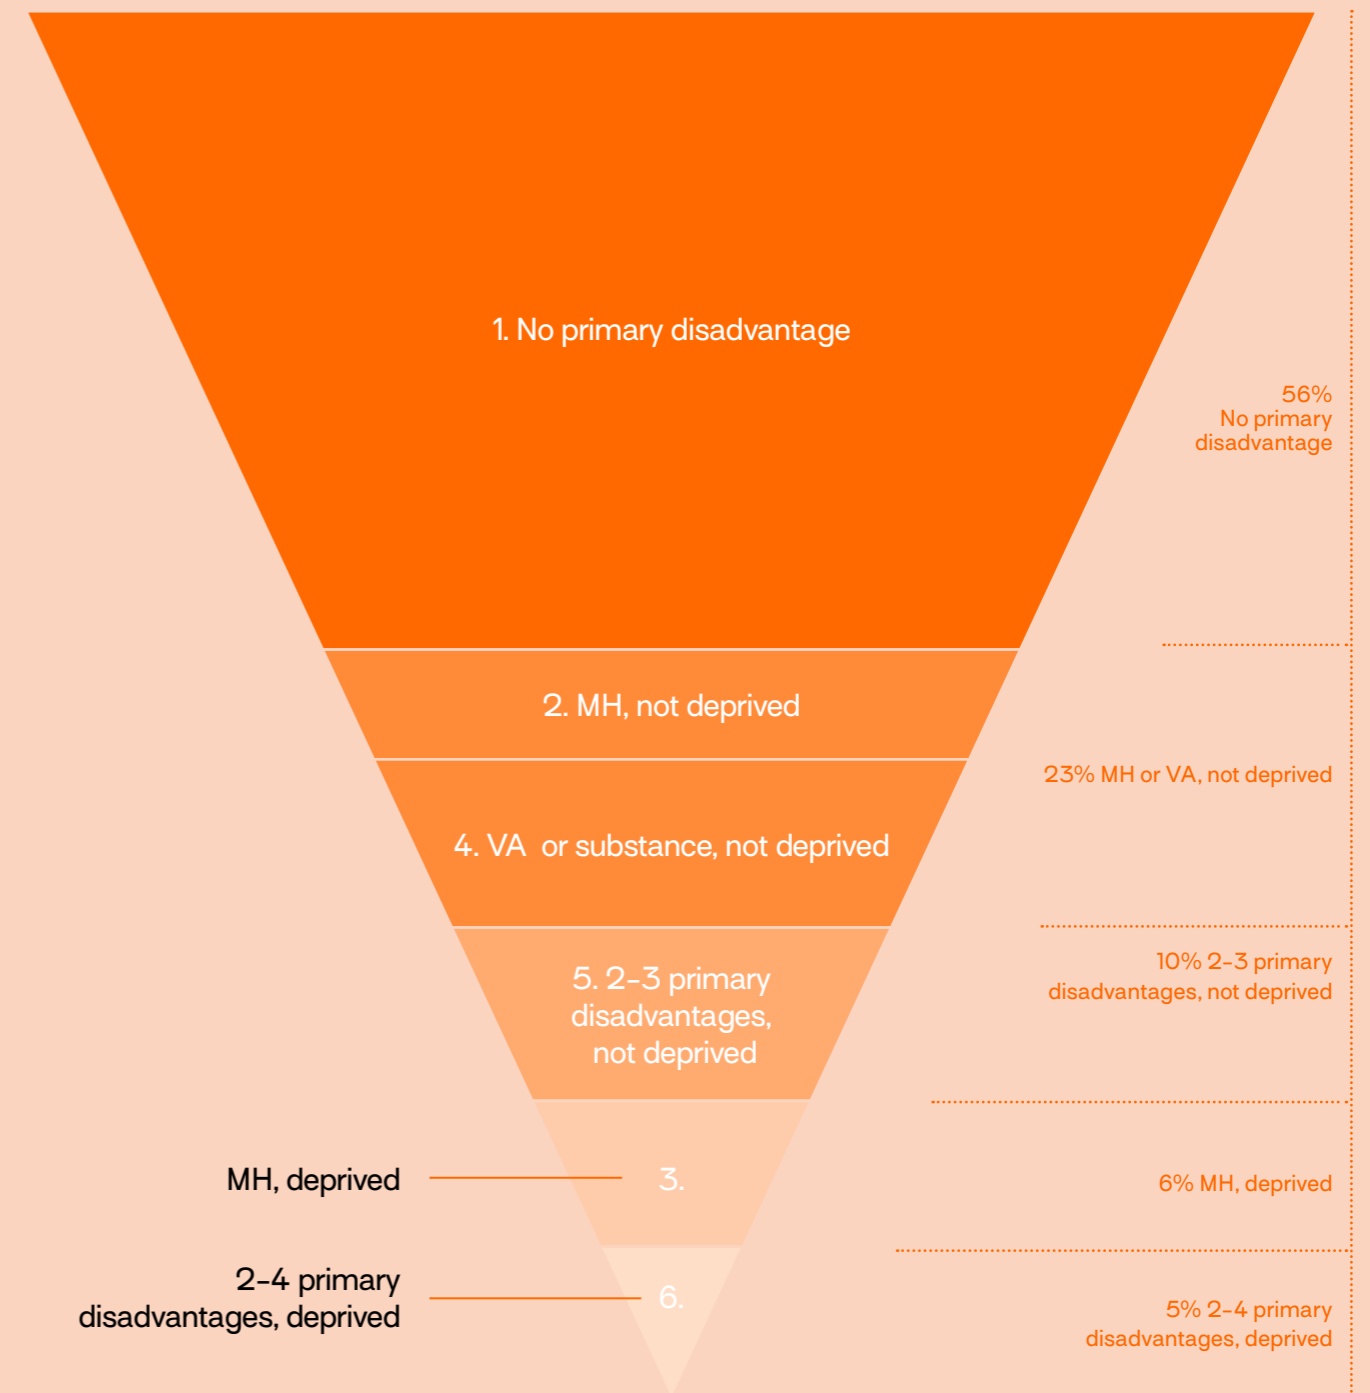 1. No primary disadvantage
56%
No primary
disadvantage
2. MH, not deprived
23% MH or VA, not deprived
4. VA or substance, not deprived
5. 2-3 primary
disadvantages,
not deprived
10% 2-3 primary
disadvantages, not deprived
MH, deprived
3.
6% MH, deprived
2-4 primary
disadvantages, deprived
6.
5% 2-4 primary
disadvantages, deprived